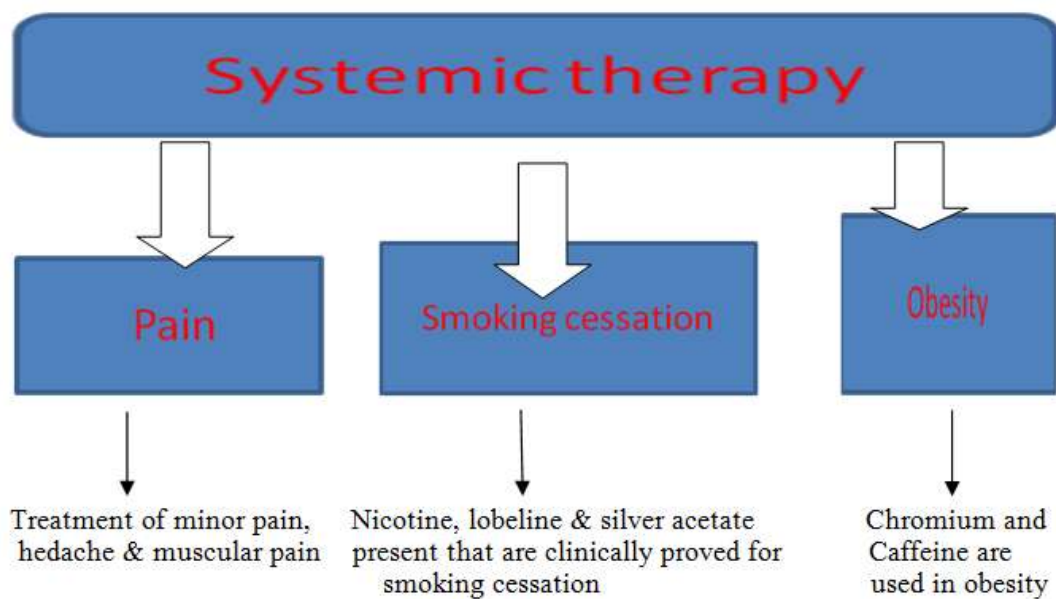 Systemic therapy
Pain
Smoking cessation
Obesity
Treatment of minor pain,
hedache & muscular pain
Nicotine, lobeline & silver acetate
present that are clinically proved for
smoking cessation
Chromium and
Caffeine are
used in obesity